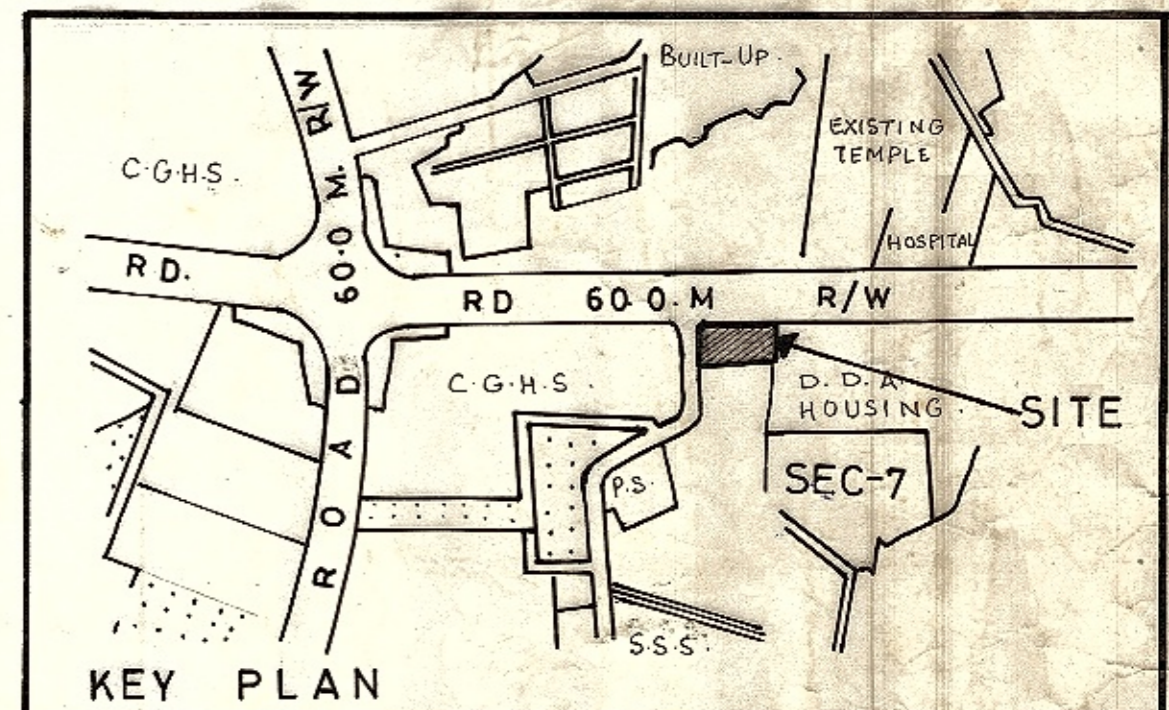 BUILT-UP.
R/W
EXISTING
TEMPLE
C.G.H.S.
60.0 M.
HOSPITAL
RD.
RD 60.0.M R/W
ROAD
C.G.H.S.
D.D.A.
HOUSING.
SITE
SEC-7
P.S.
S.S.S.
KEY PLAN